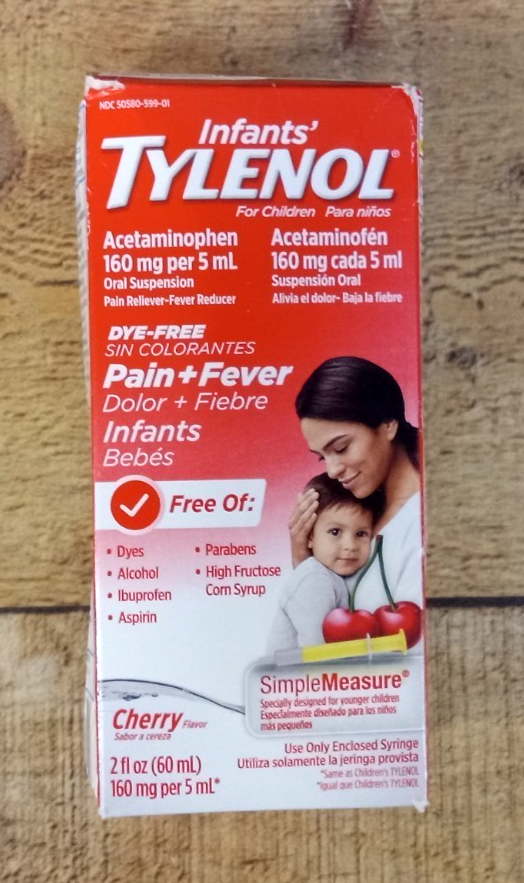 NDC 50580-599-01
Infants'
TYLENOL®
For Children Para niños
Acetaminophen
160 mg per 5 mL
Oral Suspension
Pain Reliever-Fever Reducer
Acetaminofén
160 mg cada 5 ml
Suspensión Oral
Alivia el dolor- Baja la fiebre
DYE-FREE
SIN COLORANTES
Pain+Fever
Dolor + Fiebre
Infants
Bebés
Free Of:
• Dyes
• Alcohol
• Ibuprofen
• Aspirin
• Parabens
• High Fructose
Corn Syrup
SimpleMeasure®
Specially designed for younger children
Especialmente diseñado para los niños
más pequeños
Cherry Flavor
Sabor a cereza
2 fl oz (60 mL)
160 mg per 5 mL*
Use Only Enclosed Syringe
Utiliza solamente la jeringa provista
*Same as Children's TYLENOL
*Igual que Children's TYLENOL